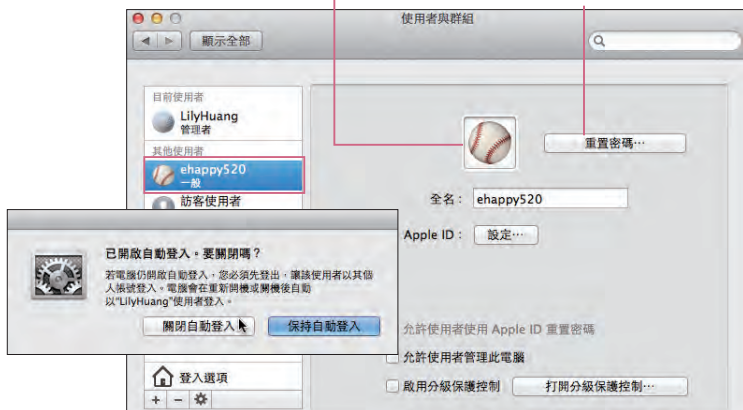 使用者與群組
顯示全部
目前使用者
LilyHuang
管理者
其他使用者
ehappy520
一般
訪客使用者
重置密碼…
全名： ehappy520
Apple ID： 設定…
已開啟自動登入。要關閉嗎？
若電腦仍開啟自動登入，您必須先登出，讓該使用者以其個
人帳號登入。電腦會在重新開機或關機後自動
以"LilyHuang"使用者登入。
關閉自動登入
保持自動登入
允許使用者使用 Apple ID 重置密碼
允許使用者管理此電腦
啟用分級保護控制 打開分級保護控制…
登入選項